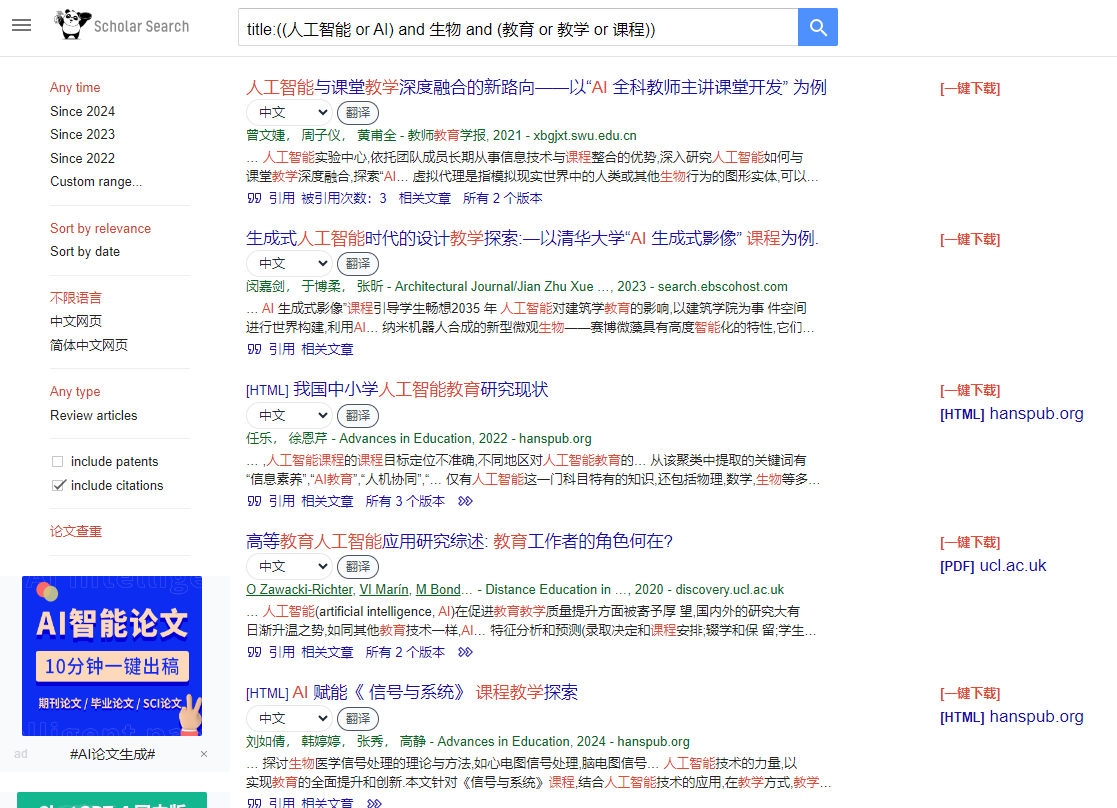 Scholar Search
title:((人工智能 or AI) and 生物 and (教育 or 教学 or 课程))
Any time
Since 2024
Since 2023
Since 2022
Custom range...
Sort by relevance
Sort by date
不限语言
中文网页
简体中文网页
Any type
Review articles
include patents
include citations
论文查重
AI智能论文
10分钟一键出稿
期刊论文 / 毕业论文 / SCI论文
ad
#AI论文生成#
×
人工智能与课堂教学深度融合的新路向——以“AI 全科教师主讲课堂开发” 为例
[一键下载]
中文 翻译
曾文婕， 周子仪， 黄甫全 - 教师教育学报, 2021 - xbgjxt.swu.edu.cn
… 人工智能实验中心,依托团队成员长期从事信息技术与课程整合的优势,深入研究人工智能如何与
课堂教学深度融合,探索“AI… 虚拟代理是指模拟现实世界中的人类或其他生物行为的图形实体,可以…
引用 被引用次数：3 相关文章 所有 2 个版本
生成式人工智能时代的设计教学探索:—以清华大学“AI 生成式影像” 课程为例.
[一键下载]
中文 翻译
闵嘉剑， 于博柔， 张昕 - Architectural Journal/Jian Zhu Xue …, 2023 - search.ebscohost.com
… AI 生成式影像”课程引导学生畅想2035 年 人工智能对建筑学教育的影响,以建筑学院为事 件空间
进行世界构建,利用AI… 纳米机器人合成的新型微观生物——赛博微藻具有高度智能化的特性,它们…
引用 相关文章
[HTML] 我国中小学人工智能教育研究现状
[一键下载]
[HTML] hanspub.org
中文 翻译
任乐， 徐恩芹 - Advances in Education, 2022 - hanspub.org
… ,人工智能课程的课程目标定位不准确,不同地区对人工智能教育的… 从该聚类中提取的关键词有
“信息素养”,“AI教育”,“人机协同”,“… 仅有人工智能这一门科目特有的知识,还包括物理,数学,生物等多…
引用 相关文章 所有 3 个版本
高等教育人工智能应用研究综述: 教育工作者的角色何在?
[一键下载]
[PDF] ucl.ac.uk
中文 翻译
O Zawacki-Richter, VI Marín, M Bond… - Distance Education in …, 2020 - discovery.ucl.ac.uk
… 人工智能(artificial intelligence, AI)在促进教育教学质量提升方面被寄予厚 望,国内外的研究大有
日渐升温之势,如同其他教育技术一样,AI… 特征分析和预测(录取决定和课程安排;辍学和保 留;学生…
引用 相关文章 所有 2 个版本
[HTML] AI 赋能《 信号与系统》 课程教学探索
[一键下载]
[HTML] hanspub.org
中文 翻译
刘如倩， 韩婷婷， 张秀， 高静 - Advances in Education, 2024 - hanspub.org
… 探讨生物医学信号处理的理论与方法,如心电图信号处理,脑电图信号… 人工智能技术的力量,以
实现教育的全面提升和创新.本文针对《信号与系统》课程,结合人工智能技术的应用,在教学方式,教学…
引用 相关文章